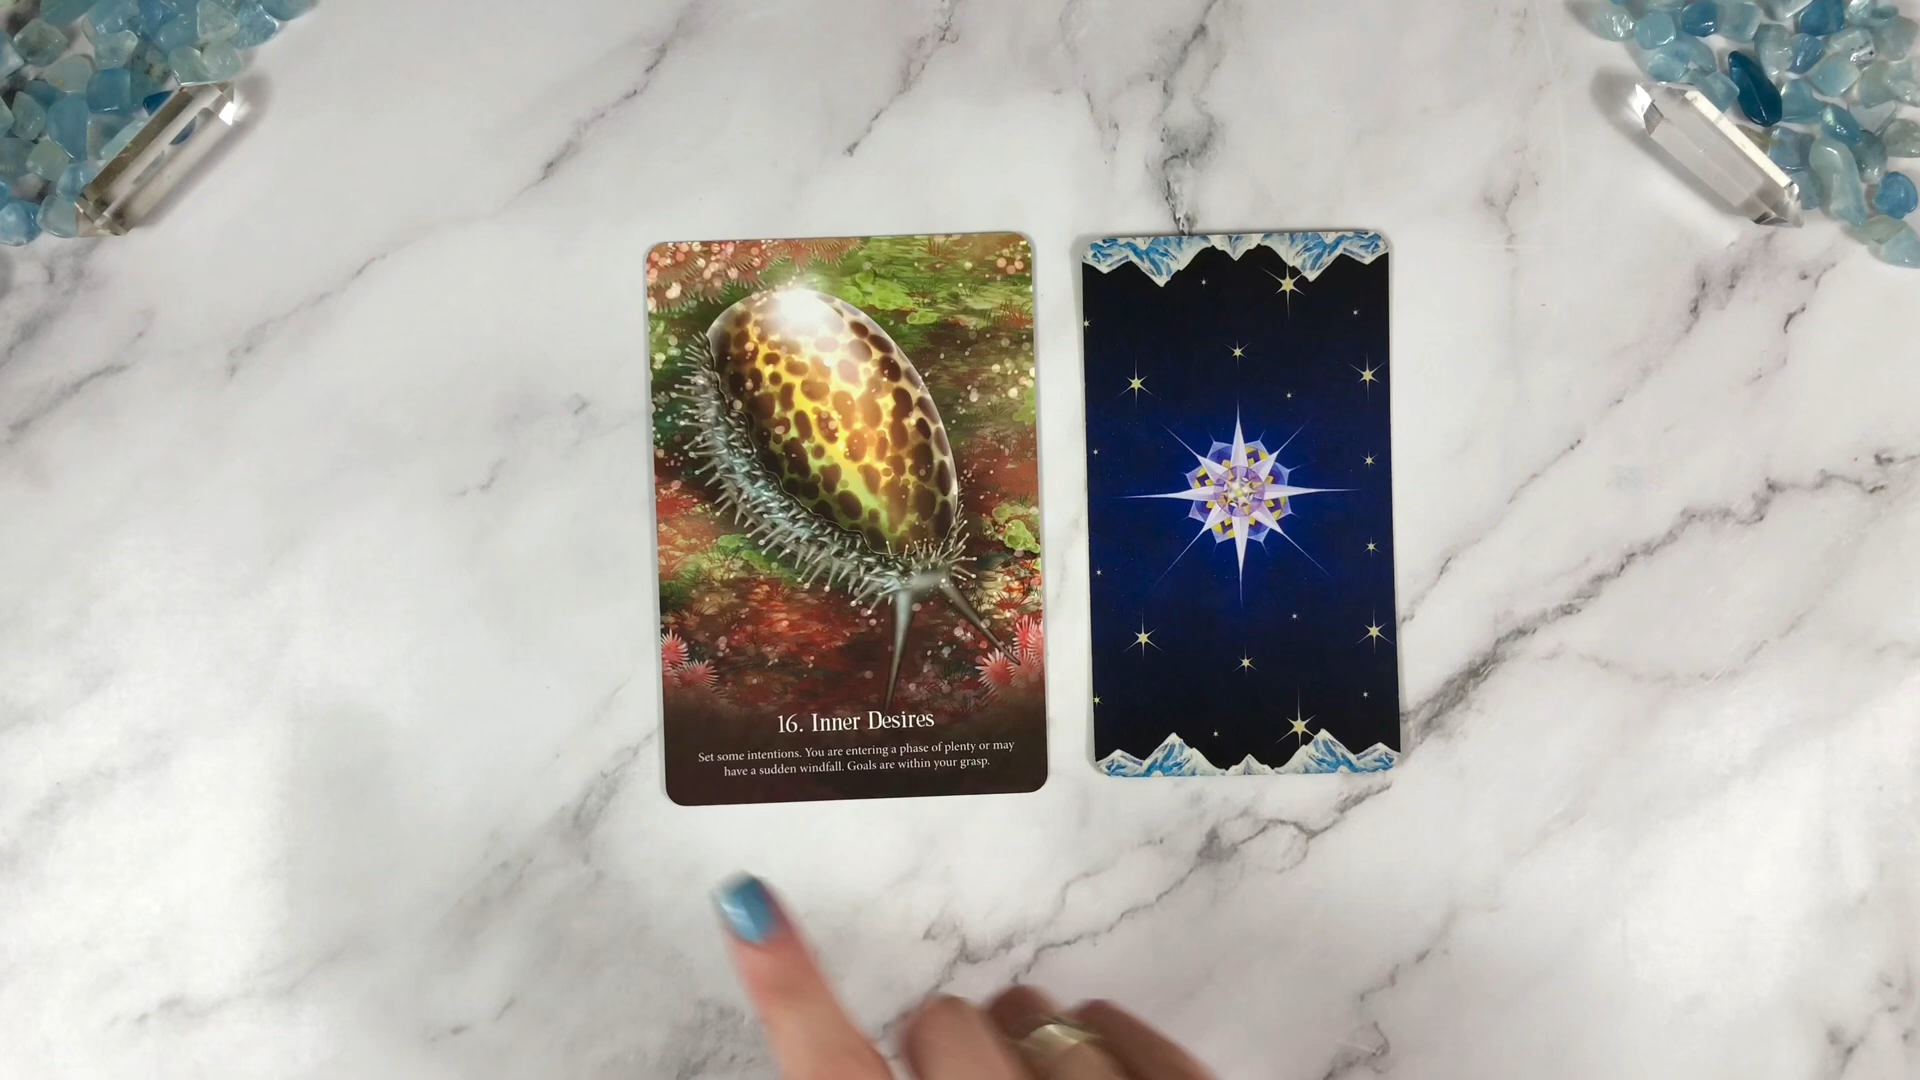 16. Inner Desires
Set some intentions. You are entering a phase of plenty or may
have a sudden windfall. Goals are within your grasp.